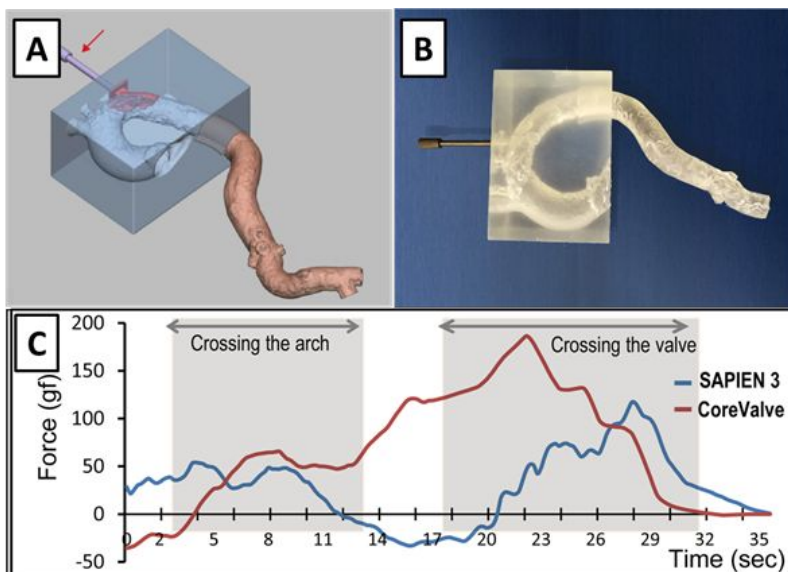 A
B
C
200
150
100
50
0
-50
Force (gf)
Crossing the arch
Crossing the valve
SAPIEN 3
CoreValve
0 2 5 8 11 14 17 20 23 26 29 32 35
Time (sec)